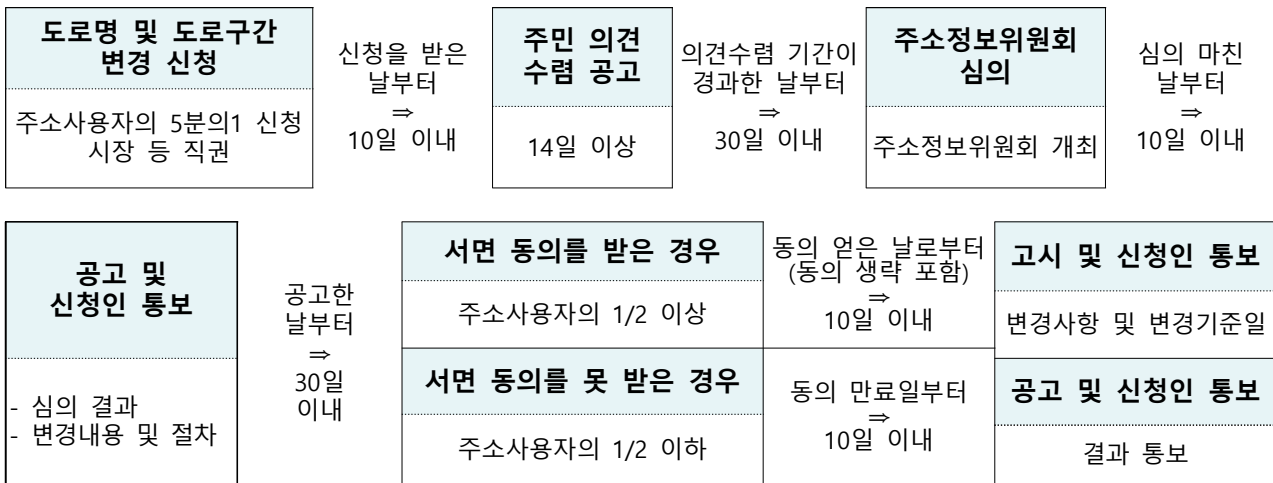 도로명 및 도로구간
변경 신청
주소사용자의 5분의1 신청
시장 등 직권
신청을 받은
날부터
⇒
10일 이내
주민 의견
수렴 공고
14일 이상
의견수렴 기간이
경과한 날부터
⇒
30일 이내
주소정보위원회
심의
주소정보위원회 개최
심의 마친
날부터
⇒
10일 이내
공고 및
신청인 통보
- 심의 결과
- 변경내용 및 절차
공고한
날부터
⇒
30일
이내
서면 동의를 받은 경우
주소사용자의 1/2 이상
동의 얻은 날로부터
(동의 생략 포함)
⇒
10일 이내
고시 및 신청인 통보
변경사항 및 변경기준일
서면 동의를 못 받은 경우
주소사용자의 1/2 이하
동의 만료일부터
⇒
10일 이내
공고 및 신청인 통보
결과 통보